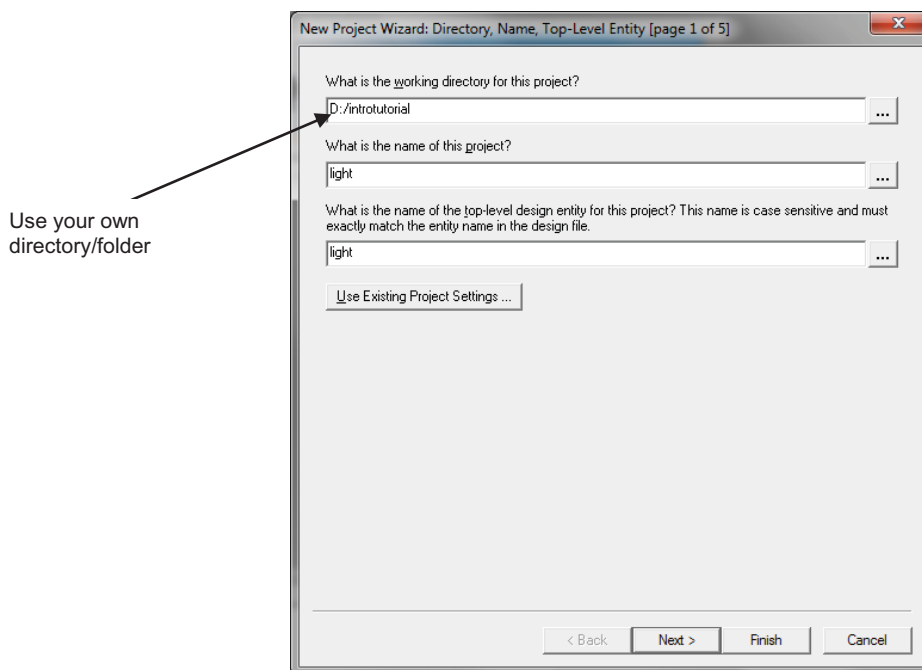 New Project Wizard: Directory, Name, Top-Level Entity [page 1 of 5]
x
What is the working directory for this project?
D:/introtutorial
...
What is the name of this project?
light
...
Use your own
directory/folder
What is the name of the top-level design entity for this project? This name is case sensitive and must
exactly match the entity name in the design file.
light
...
Use Existing Project Settings ...
< Back
Next >
Finish
Cancel